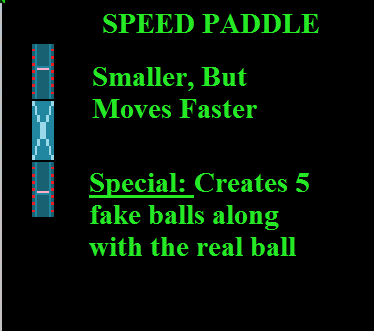 SPEED PADDLE
Smaller, But
Moves Faster
Special: Creates 5
fake balls along
with the real ball